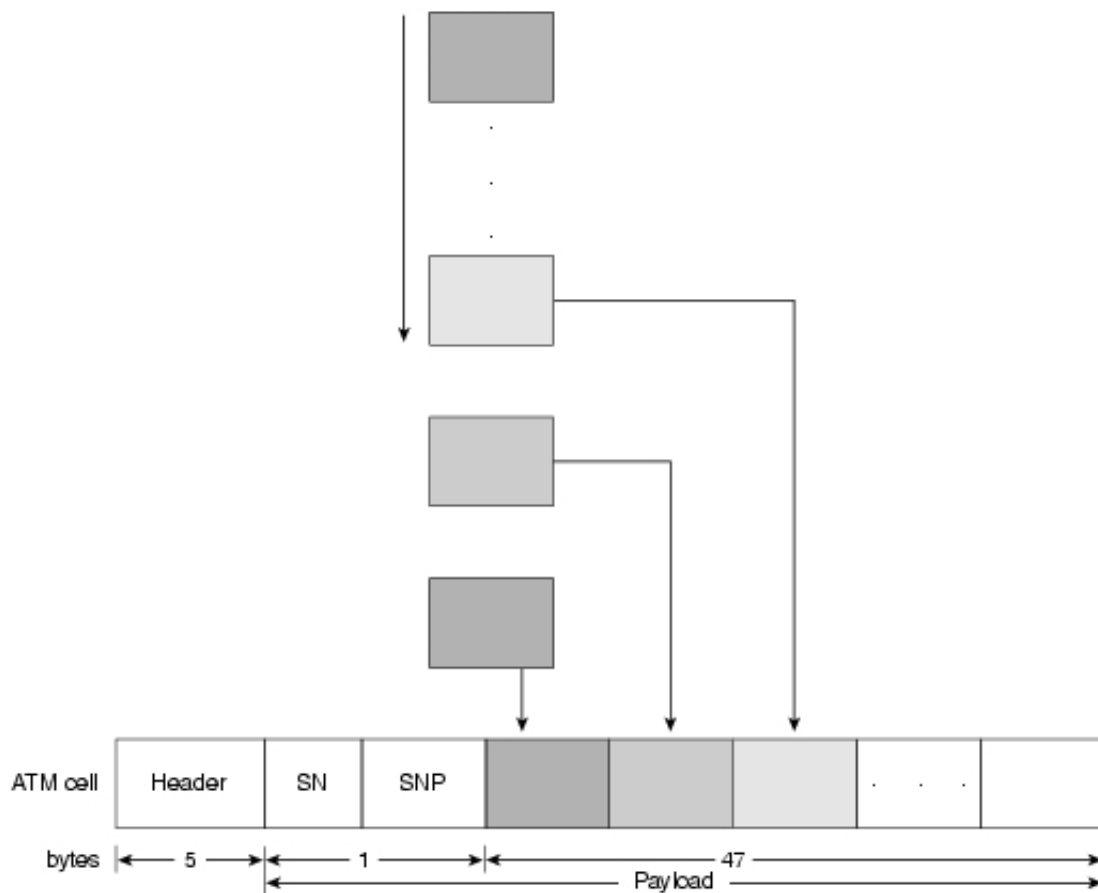 ATM cell Header SN SNP . . .
bytes 5 1 47
Payload